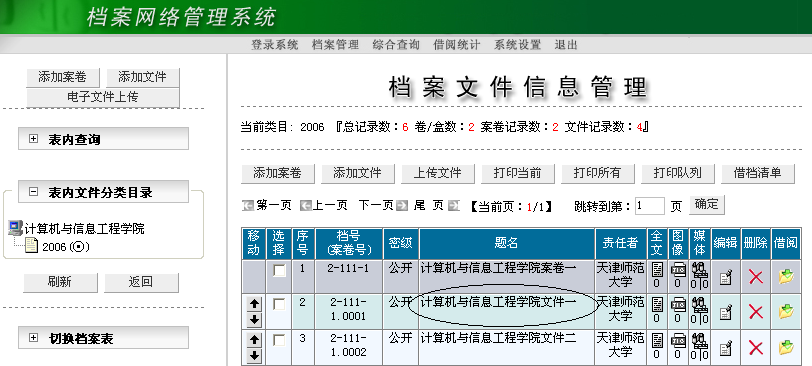 档案网络管理系统
登录系统 档案管理 综合查询 借阅统计 系统设置 退出
添加案卷 添加文件
电子文件上传
表内查询
表内文件分类目录
计算机与信息工程学院
2006 (⊙)
刷新 返回
切换档案表
档案文件信息管理
当前类目: 2006 『总记录数：6 卷/盒数：2 案卷记录数：2 文件记录数：4』
添加案卷 添加文件 上传文件 打印当前 打印所有 打印队列 借档清单
第一页 上一页 下一页 尾 页 【当前页：1/1】 跳转到第： 1 页 确定
移动 选择 序号 档号(案卷号) 密级 题名 责任者 全文 图像 媒体 编辑 删除 借阅
1 2-111-1 公开 计算机与信息工程学院案卷一 天津师范大学 0 0 0|0
2 2-111-1.0001 公开 计算机与信息工程学院文件一 天津师范大学 0 0 0|0
3 2-111-1.0002 公开 计算机与信息工程学院文件二 天津师范大学 0 0 0|0